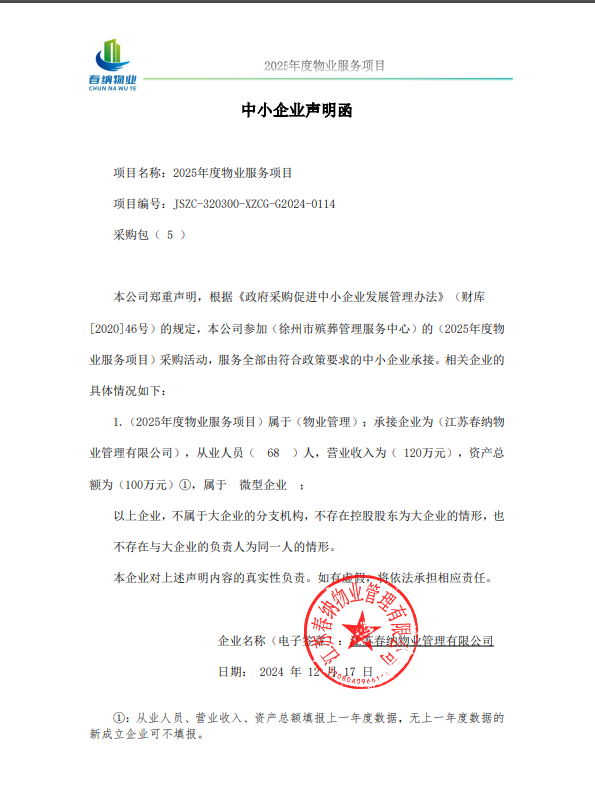 春纳物业
CHUN NA WU YE
2025年度物业服务项目
中小企业声明函
项目名称：2025年度物业服务项目
项目编号：JSZC-320300-XZCG-G2024-0114
采购包（ 5 ）
本公司郑重声明，根据《政府采购促进中小企业发展管理办法》（财库
[2020]46号）的规定，本公司参加（徐州市殡葬管理服务中心）的（2025年度物
业服务项目）采购活动，服务全部由符合政策要求的中小企业承接。相关企业的
具体情况如下：
1.（2025年度物业服务项目）属于（物业管理）；承接企业为（江苏春纳物
业管理有限公司），从业人员（ 68 ）人，营业收入为（ 120万元），资产总
额为（100万元）①，属于 微型企业 ；
以上企业，不属于大企业的分支机构，不存在控股股东为大企业的情形，也
不存在与大企业的负责人为同一人的情形。
本企业对上述声明内容的真实性负责。如有虚假，将依法承担相应责任。
企业名称（电子签章）：江苏春纳物业管理有限公司
日期： 2024 年 12 月 17 日
江苏春纳物业管理有限公司
①：从业人员、营业收入、资产总额填报上一年度数据，无上一年度数据的
新成立企业可不填报。